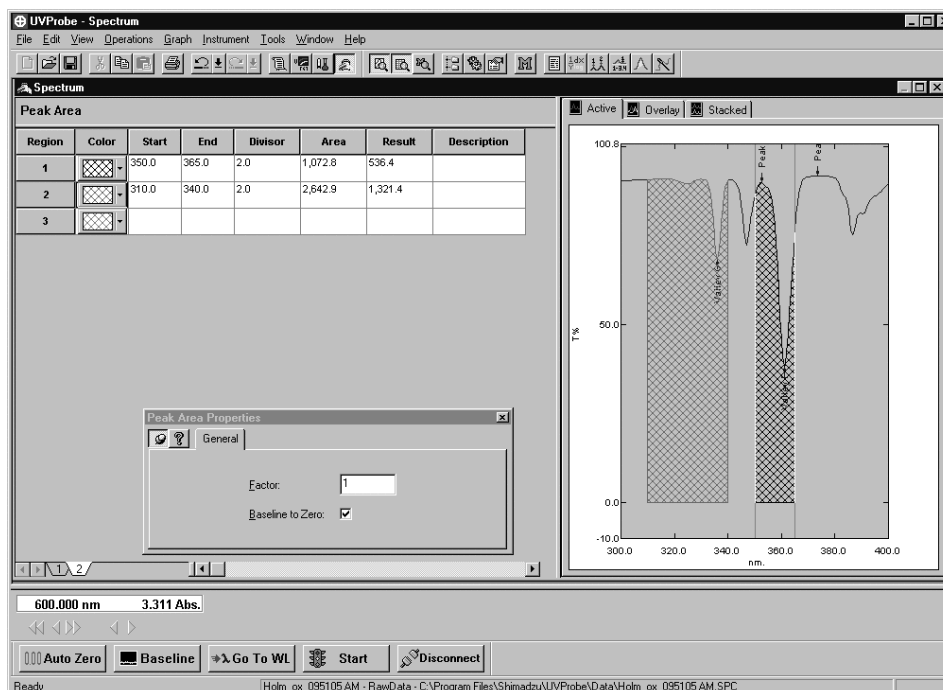 UVProbe - Spectrum
File Edit View Operations Graph Instrument Tools Window Help
Spectrum
Peak Area
Region Color Start End Divisor Area Result Description
1 350.0 365.0 2.0 1,072.8 536.4
2 310.0 340.0 2.0 2,642.9 1,321.4
3
Peak Area Properties
General
Factor: 1
Baseline to Zero:
1 2
Active Overlay Stacked
100.8
50.0
0.0
-10.0
T%
300.0 320.0 340.0 360.0 380.0 400.0
nm.
Peak
Pea
Valley
600.000 nm 3.311 Abs.
Auto Zero Baseline Go To WL Start Disconnect
Ready Holm_ox_095105 AM - RawData - C:\Program Files\Shimadzu\UVProbe\Data\Holm_ox_095105 AM.SPC